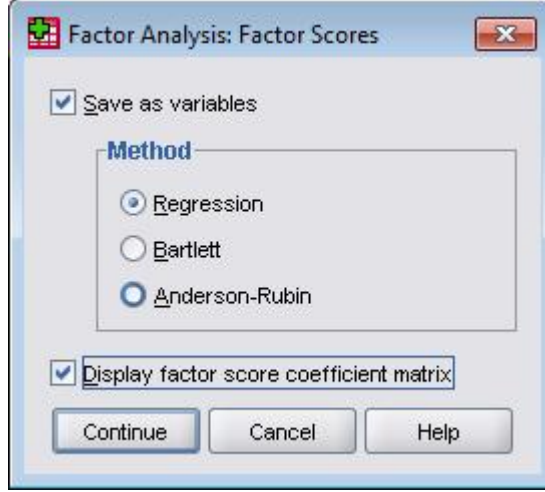 Factor Analysis: Factor Scores
Save as variables
Method
Regression
Bartlett
Anderson-Rubin
Display factor score coefficient matrix
Continue Cancel Help